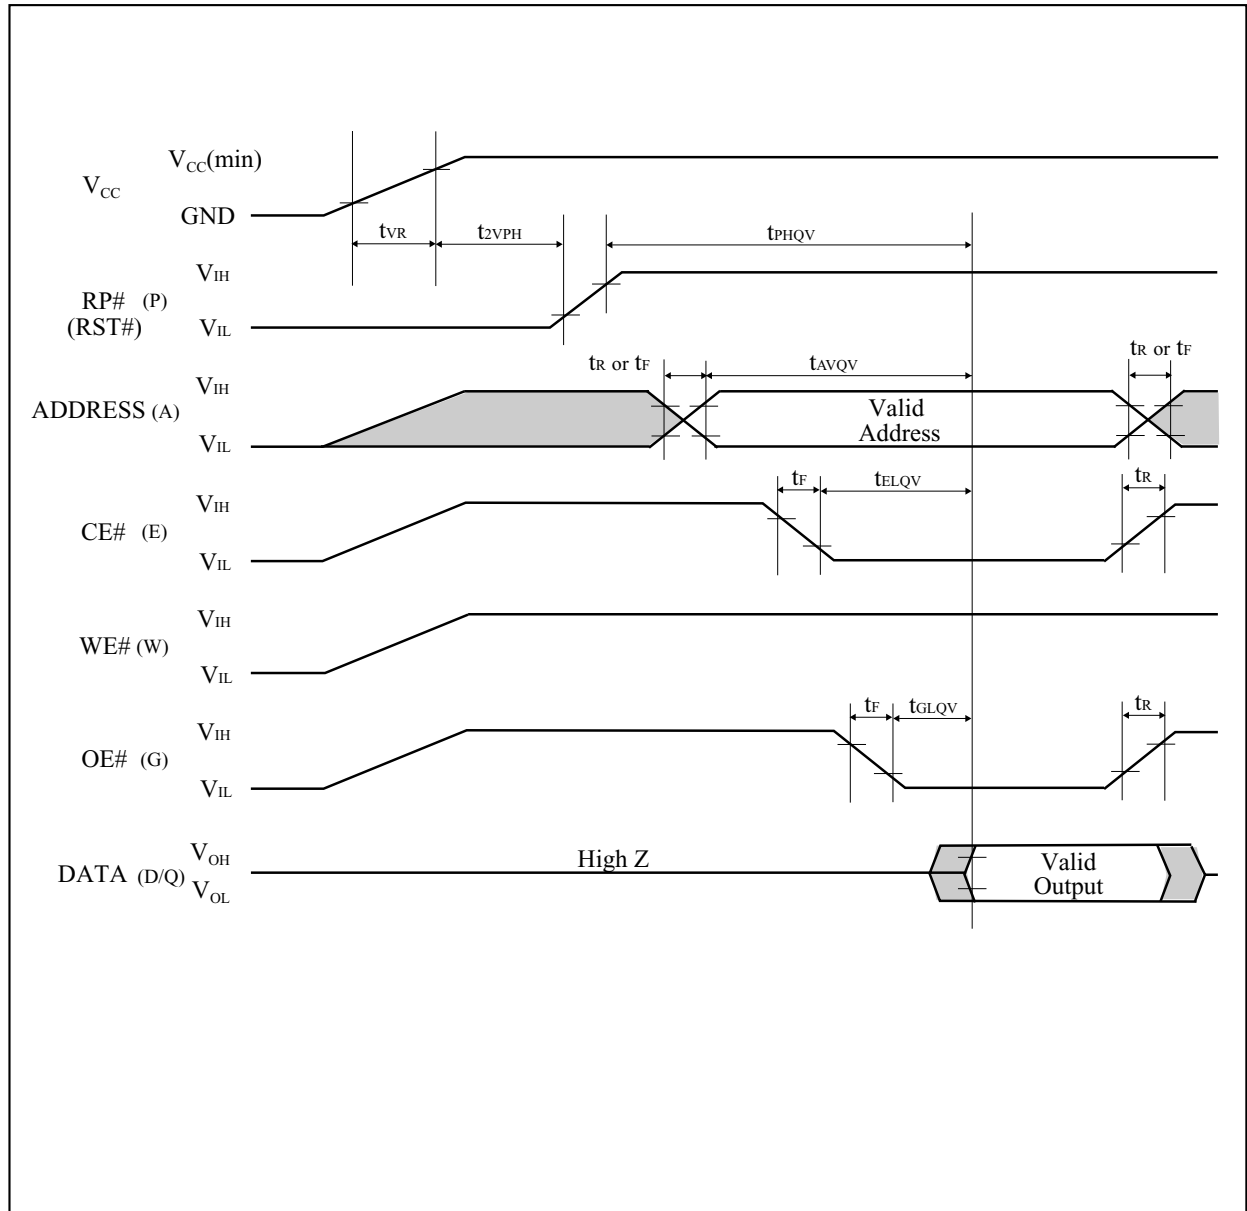 VCC(min)
VCC
GND
tVR
t2VPH
tPHQV
VIH
RP# (P)
(RST#)
VIL
tR or tF
tAVQV
tR or tF
VIH
ADDRESS (A)
Valid
Address
VIL
tF
tELQV
tR
VIH
CE# (E)
VIL
VIH
WE# (W)
VIL
tF
tGLQV
tR
VIH
OE# (G)
VIL
VOH
High Z
Valid
Output
DATA (D/Q)
VOL